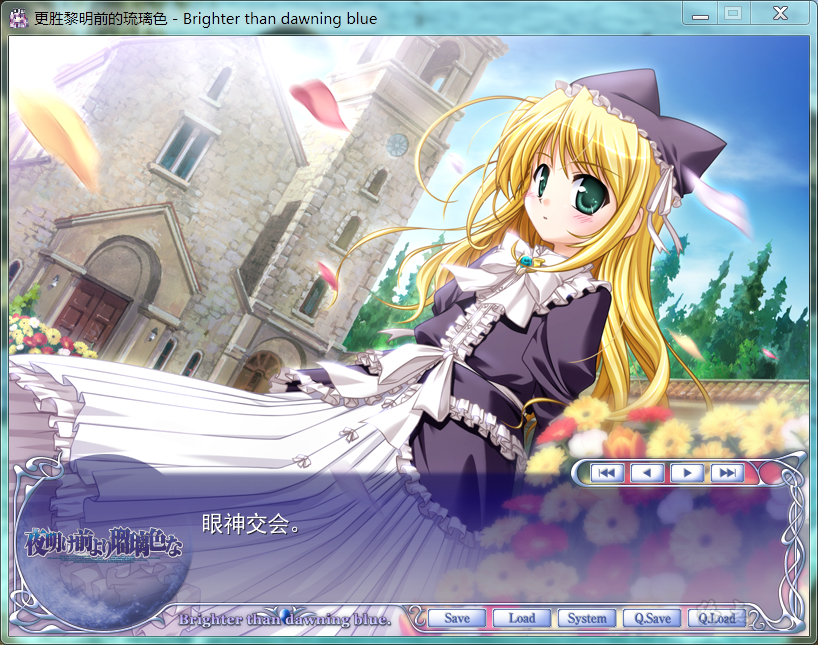 更胜黎明前的琉璃色 - Brighter than dawning blue
眼神交会。
夜明け前より瑠璃色な
Brighter than dawning blue.
Save
Load
System
Q.Save
Q.Load